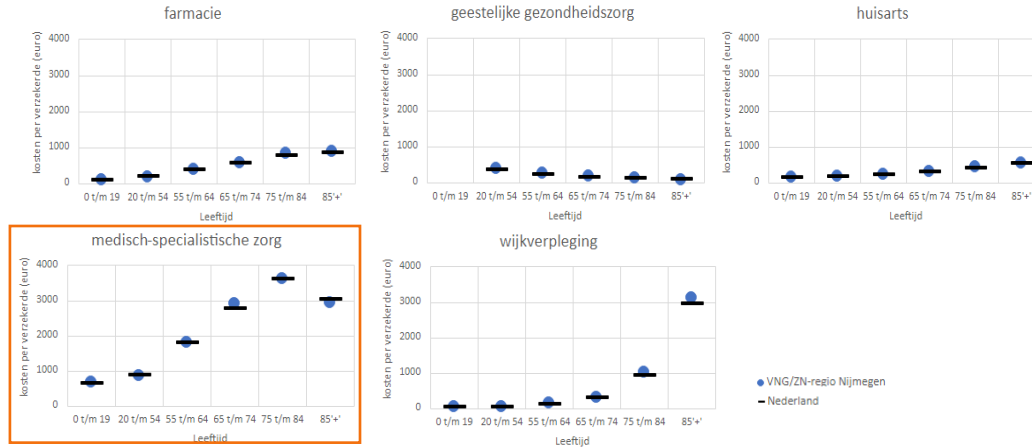 farmacie
kosten per verzekerde (euro)
4000
3000
2000
1000
0
0 t/m 19 20 t/m 54 55 t/m 64 65 t/m 74 75 t/m 84 85'+'
Leeftijd
geestelijke gezondheidszorg
kosten per verzekerde (euro)
4000
3000
2000
1000
0
0 t/m 19 20 t/m 54 55 t/m 64 65 t/m 74 75 t/m 84 85'+'
Leeftijd
huisarts
kosten per verzekerde (euro)
4000
3000
2000
1000
0
0 t/m 19 20 t/m 54 55 t/m 64 65 t/m 74 75 t/m 84 85'+'
Leeftijd
medisch-specialistische zorg
kosten per verzekerde (euro)
4000
3000
2000
1000
0
0 t/m 19 20 t/m 54 55 t/m 64 65 t/m 74 75 t/m 84 85'+'
Leeftijd
wijkverpleging
kosten per verzekerde (euro)
4000
3000
2000
1000
0
0 t/m 19 20 t/m 54 55 t/m 64 65 t/m 74 75 t/m 84 85'+'
Leeftijd
VNG/ZN-regio Nijmegen
Nederland